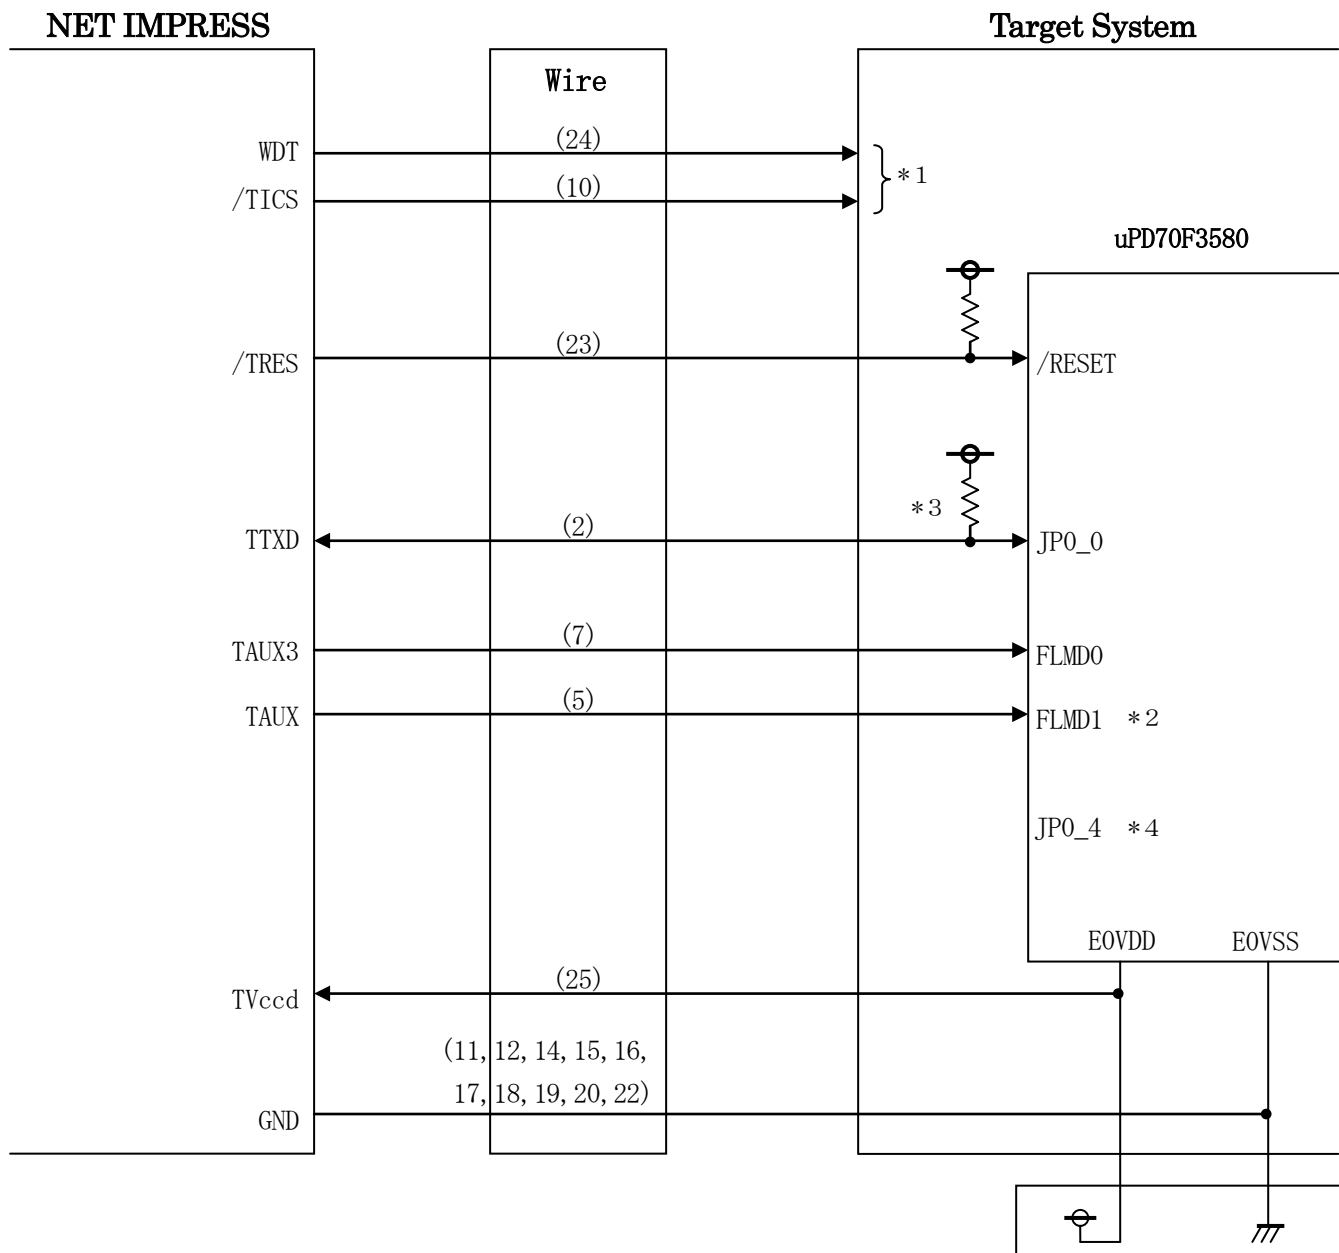 NET IMPRESS
Target System
Wire
WDT
(24)
/TICS
(10)
*1
uPD70F3580
/TRES
(23)
/RESET
*3
TTXD
(2)
JP0_0
TAUX3
(7)
FLMD0
TAUX
(5)
FLMD1 *2
JP0_4 *4
E0VDD
E0VSS
TVccd
(25)
(11,12,14,15,16,
17,18,19,20,22)
GND